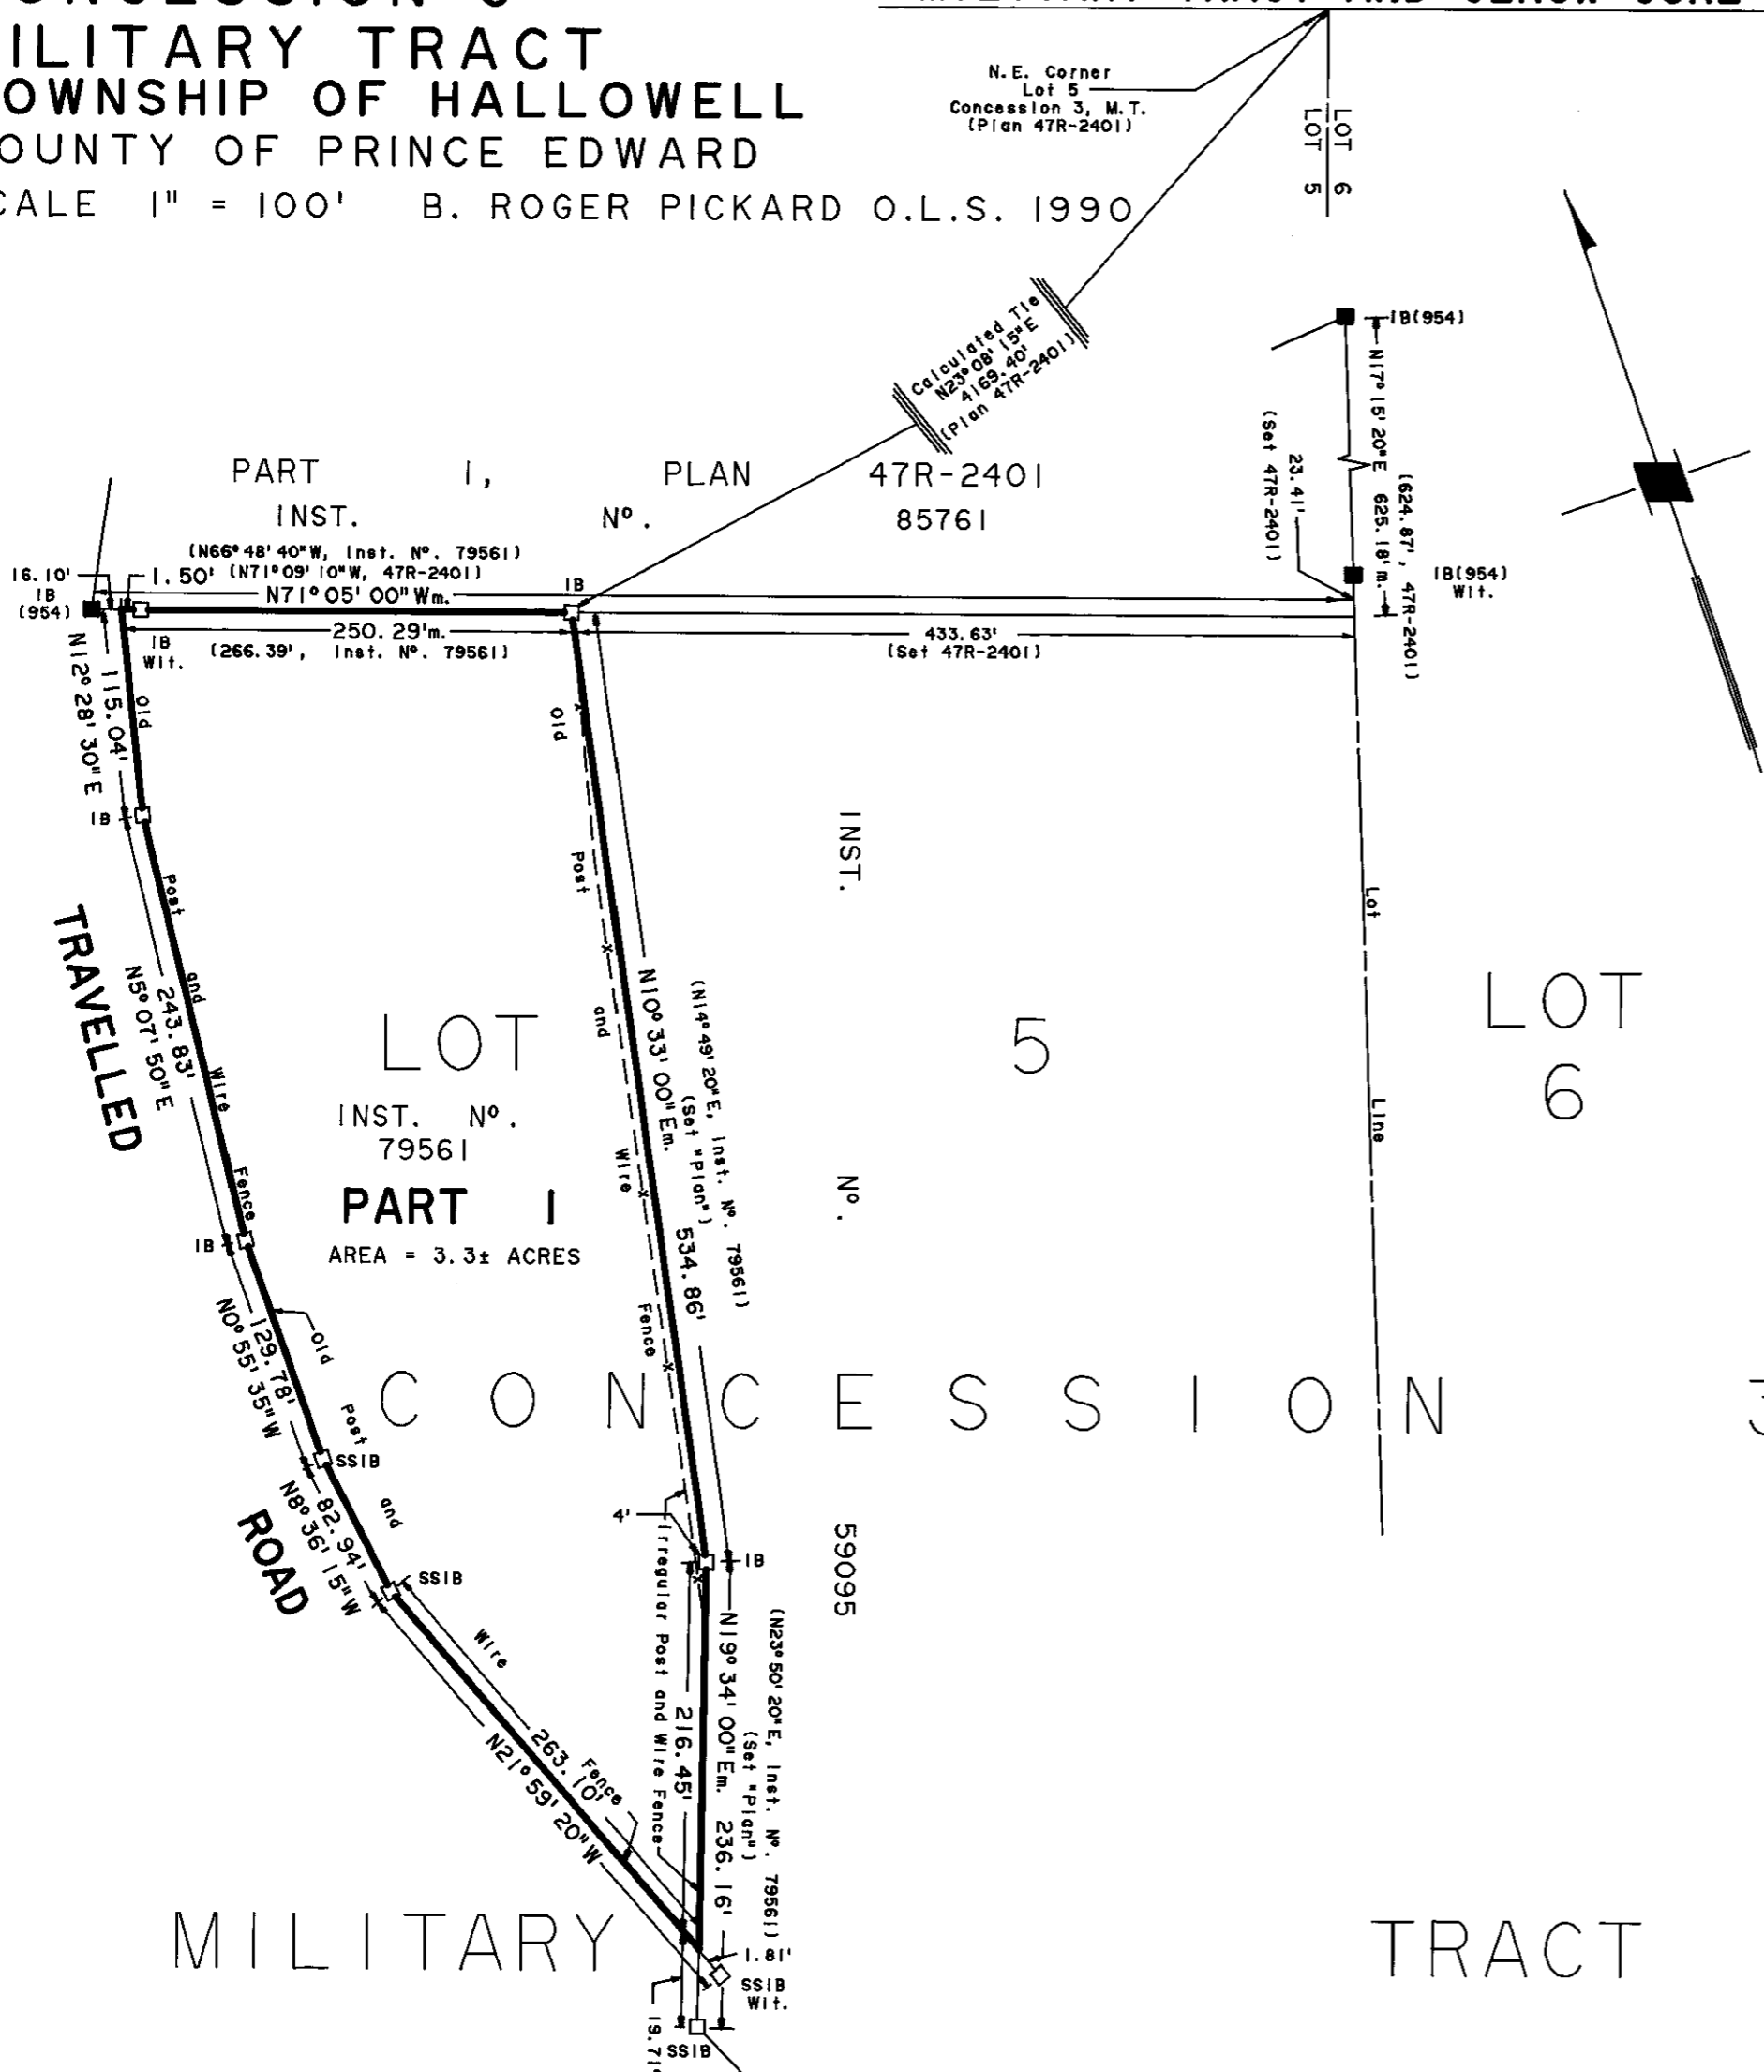 MILITARY TRACT
TOWNSHIP OF HALLOWELL
COUNTY OF PRINCE EDWARD
SCALE 1" = 100' B. ROGER PICKARD O.L.S. 1990
N.E. Corner
Lot 5
Concession 3, M.T.
(Plan 47R-2401)
LOT 6
LOT 5
Calculated Tie
N23°08'15"E
4169.40'
(Plan 47R-2401)
IB(954)
N17°15'20"E 625.18'm.
(624.87', 47R-2401)
23.41'
(Set 47R-2401)
IB(954)
Wit.
PART 1, PLAN 47R-2401
INST. Nº. 85761
(N66°48'40"W, Inst. Nº. 79561)
16.10'
1.50' (N71°09'10"W, 47R-2401)
IB
(954)
N71°05'00"Wm.
IB
250.29'm.
433.63'
IB
Wit.
(266.39', Inst. Nº. 79561)
(Set 47R-2401)
N12°28'30"E
115.04'
Old
IB
Post
and
Wire
Fence
243.83'
N5°07'50"E
TRAVELLED
IB
Old
Post
and
Wire
Fence
N10°33'00"Em.
534.86'
(N14°49'20"E, Inst. Nº. 79561)
(Set "Plan")
INST.
Nº.
59095
LOT
5
LOT
6
Lot
Line
INST. Nº.
79561
PART 1
AREA = 3.3± ACRES
129.78'
N0°55'35"W
Old
Post
and
Wire
Fence
CONCESSION 3
SSIB
82.94'
N8°36'15"W
ROAD
SSIB
4'
IB
Irregular Post and Wire Fence
216.45'
N19°34'00"Em. 236.16'
(N23°50'20"E, Inst. Nº. 79561)
(Set "Plan")
263.10'
N21°59'20"W
MILITARY TRACT
1.81'
SSIB
Wit.
19.71'
SSIB